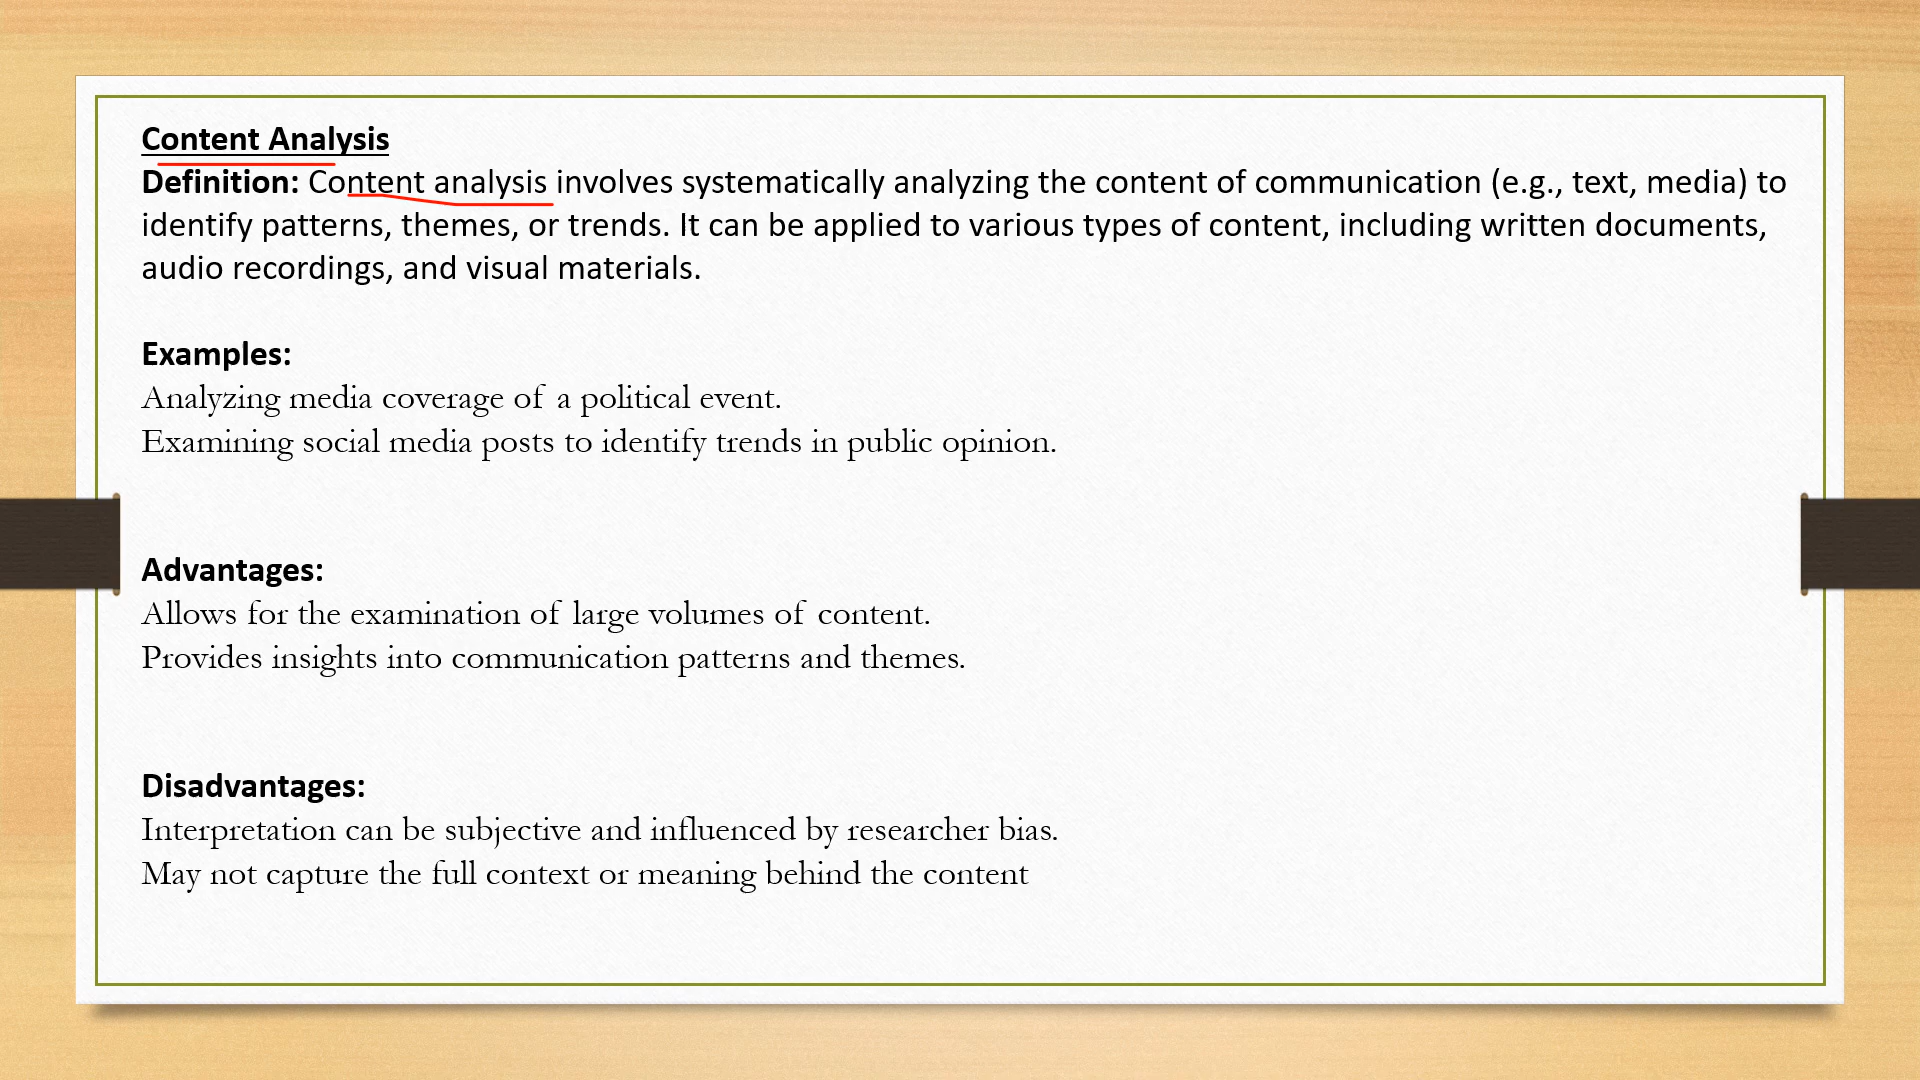 Content Analysis
Definition: Content analysis involves systematically analyzing the content of communication (e.g., text, media) to
identify patterns, themes, or trends. It can be applied to various types of content, including written documents,
audio recordings, and visual materials.
Examples:
Analyzing media coverage of a political event.
Examining social media posts to identify trends in public opinion.
Advantages:
Allows for the examination of large volumes of content.
Provides insights into communication patterns and themes.
Disadvantages:
Interpretation can be subjective and influenced by researcher bias.
May not capture the full context or meaning behind the content